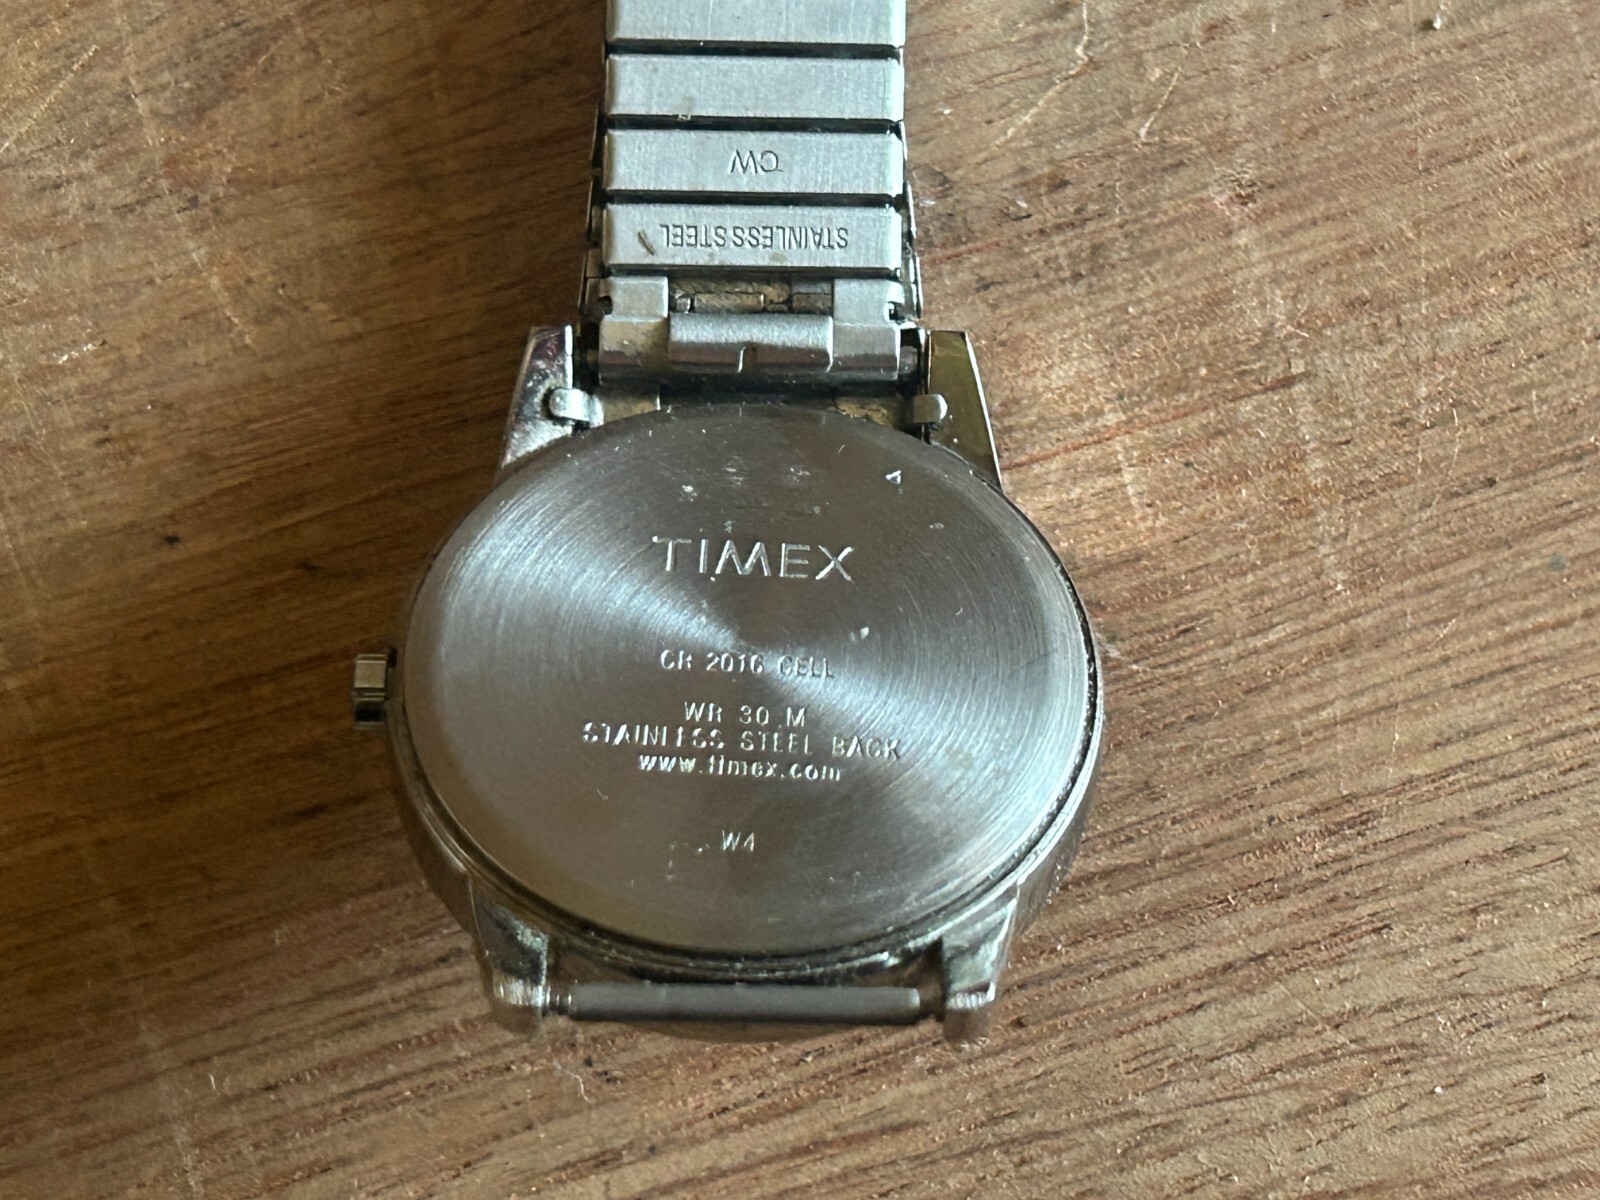 CW
STAINLESS STEEL
TIMEX
CR 2016 CELL
WR 30 M
STAINLESS STEEL BACK
www.timex.com
W4